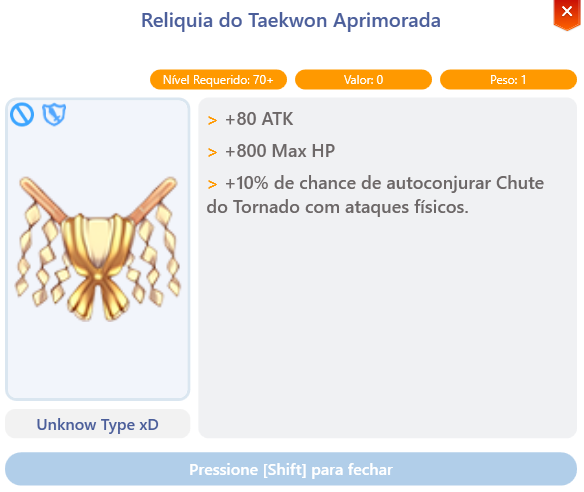 Reliquia do Taekwon Aprimorada
Nível Requerido: 70+
Valor: 0
Peso: 1
> +80 ATK
> +800 Max HP
> +10% de chance de autoconjurar Chute
do Tornado com ataques físicos.
Unknow Type xD
Pressione [Shift] para fechar